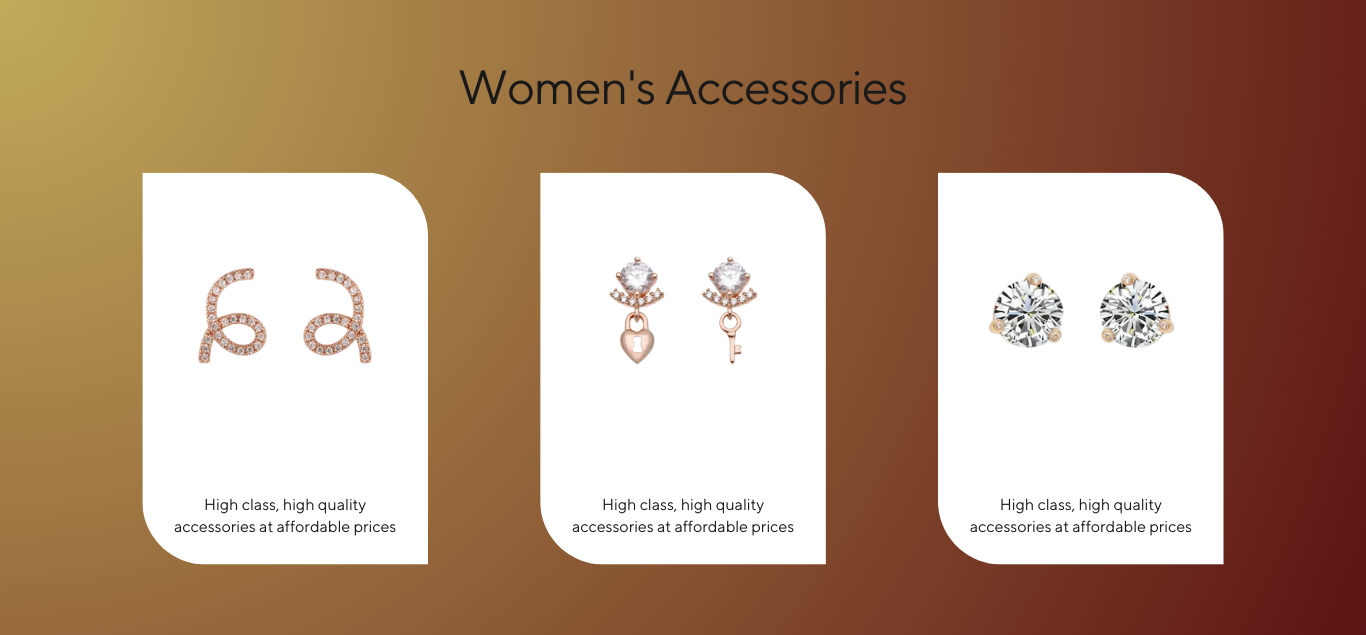 Women's Accessories
High class, high quality
accessories at affordable prices
High class, high quality
accessories at affordable prices
High class, high quality
accessories at affordable prices